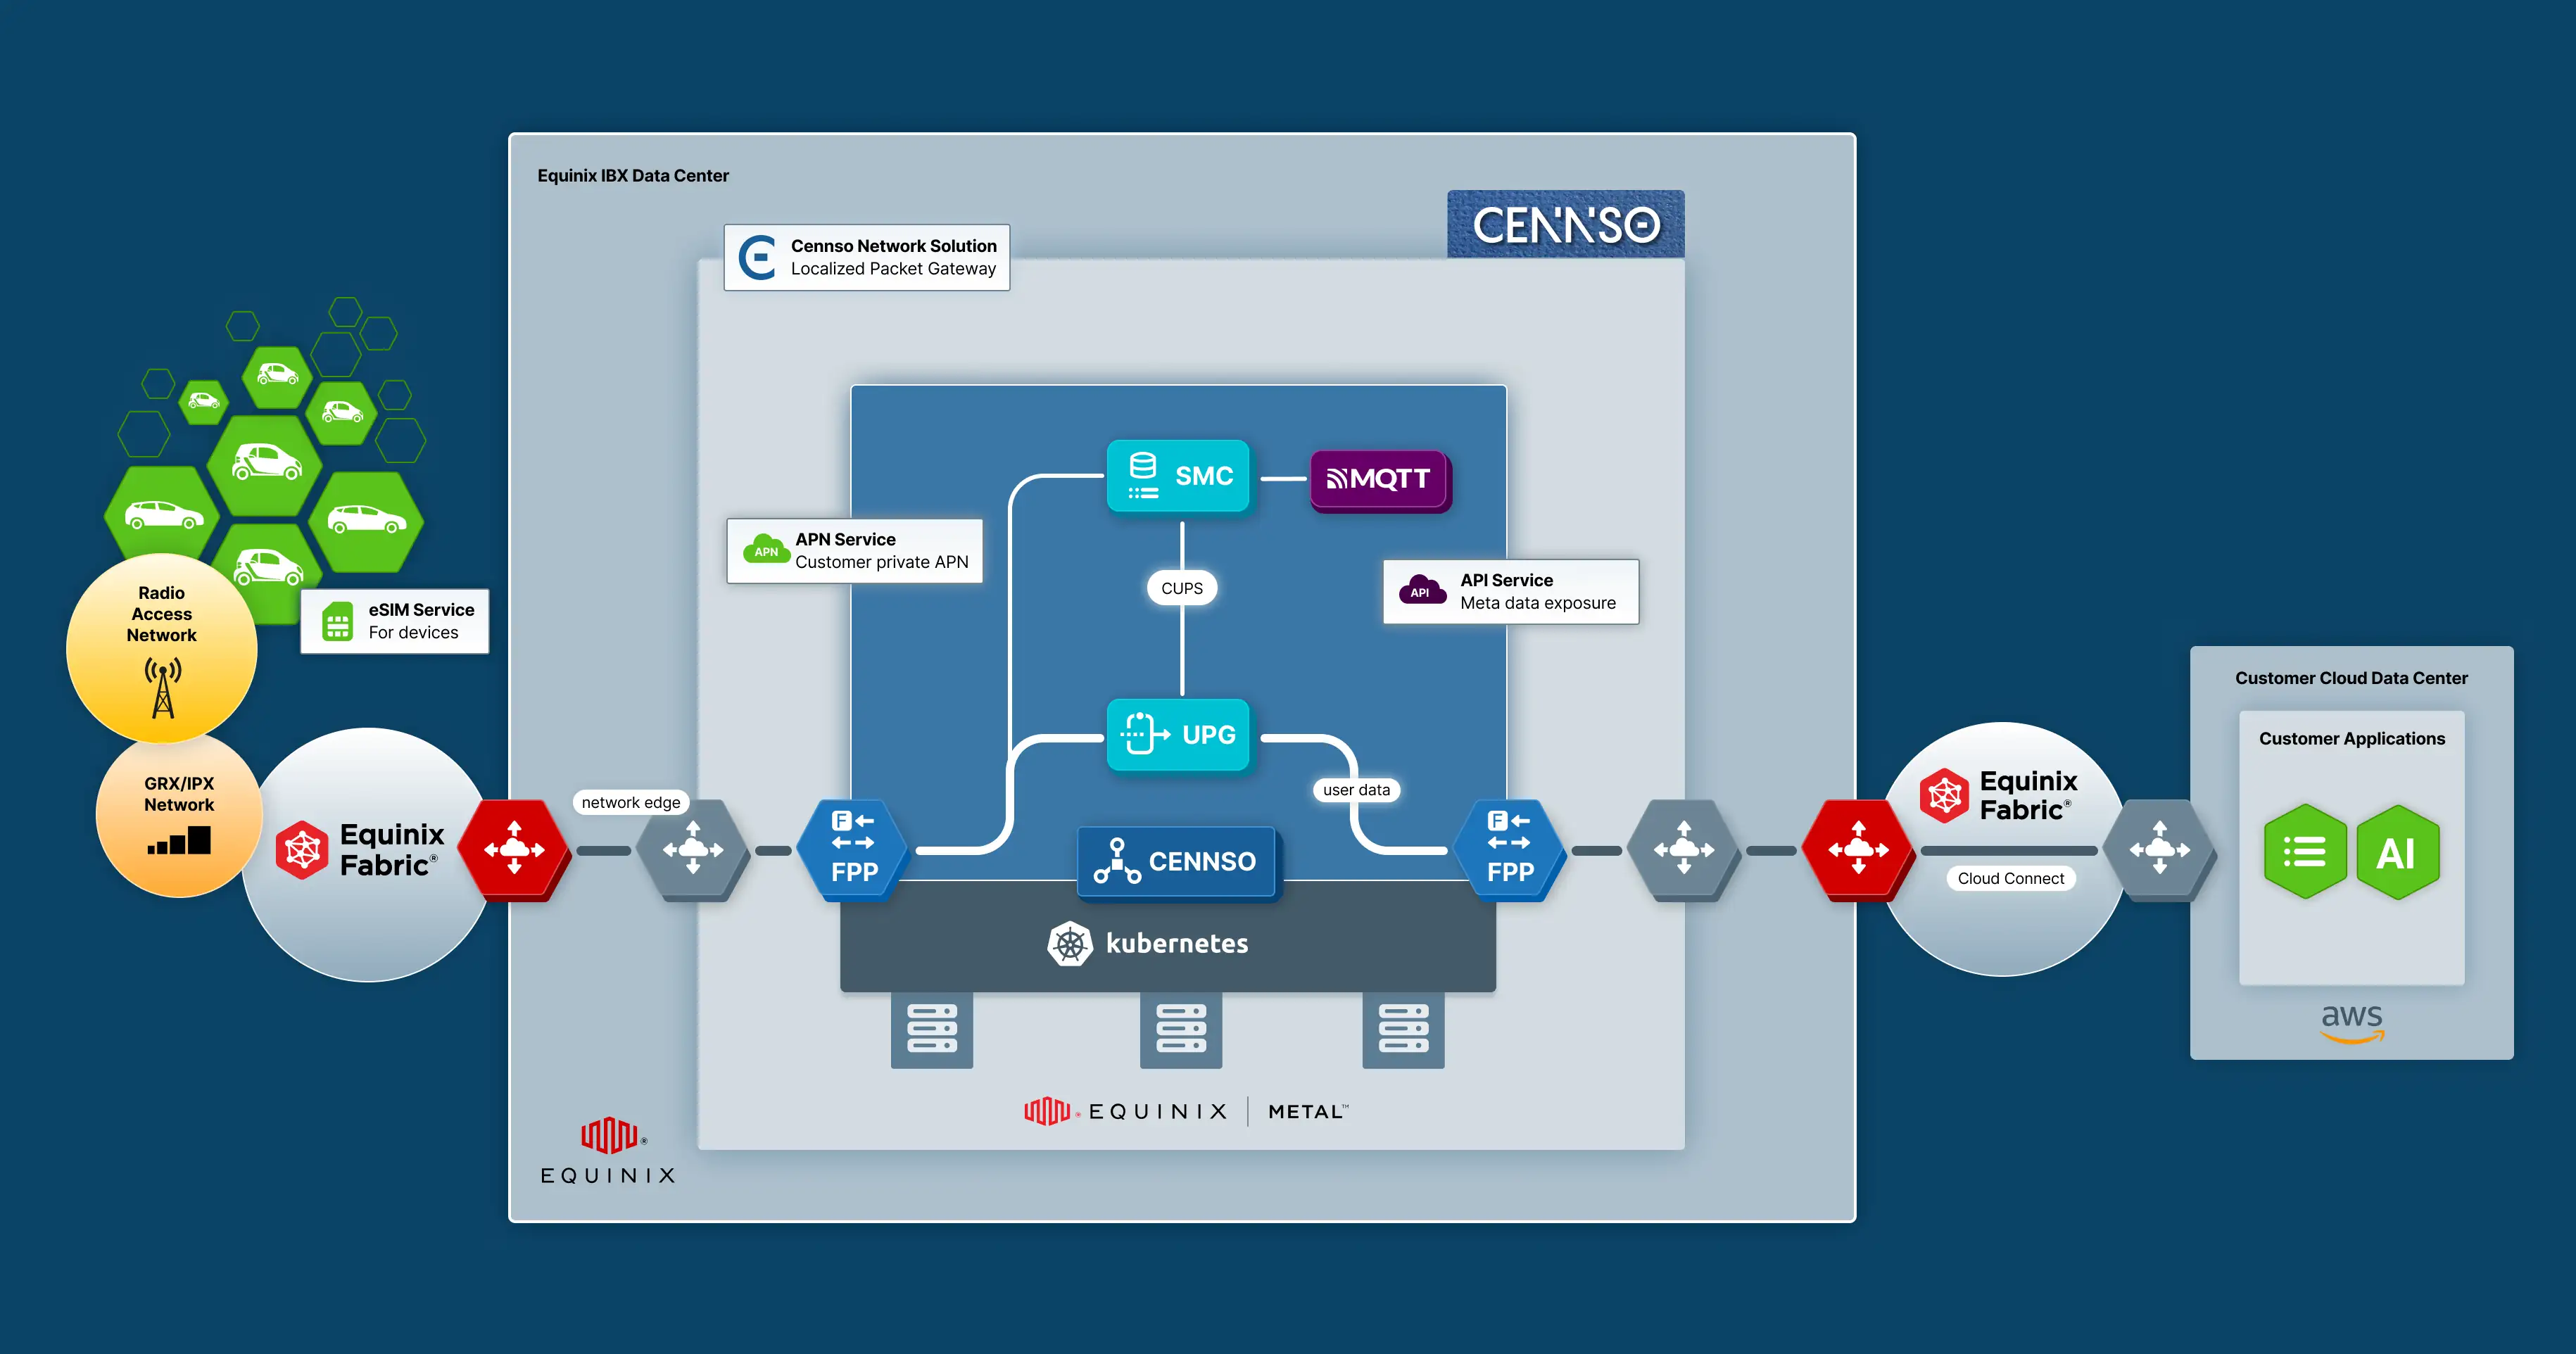 Equinix IBX Data Center
CENNSO
Cennso Network Solution
Localized Packet Gateway
SMC
MQTT
APN
APN Service
Customer private APN
CUPS
API
API Service
Meta data exposure
Radio
Access
Network
eSIM Service
For devices
GRX/IPX
Network
Equinix
Fabric®
network edge
F
FPP
UPG
user data
CENNSO
F
FPP
kubernetes
EQUINIX | METAL™
® EQUINIX
Equinix
Fabric®
Cloud Connect
Customer Cloud Data Center
Customer Applications
AI
aws